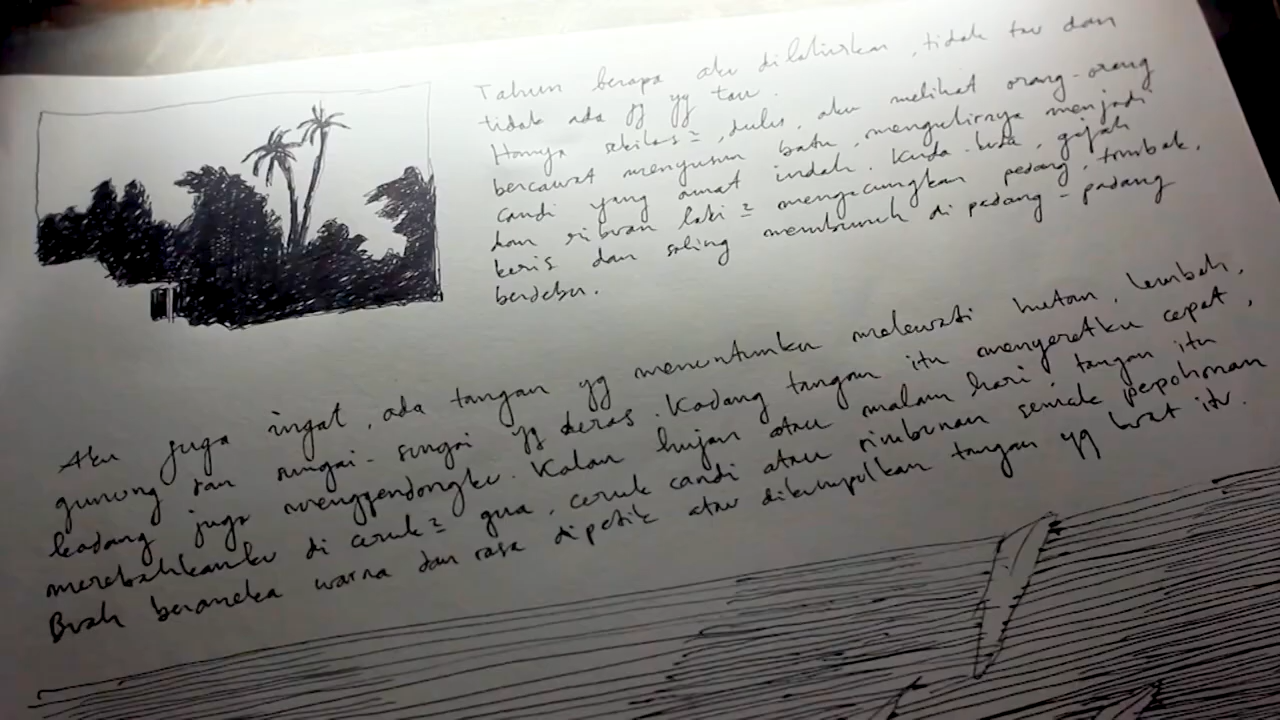 Tahun berapa aku dilahirkan, tidak tau dan
tidak ada yg tau.
Hanya sekilas2, dulu, aku melihat orang-orang
bercawat menyusun batu, mengukirnya menjadi
candi yang amat indah. Kuda-kuda, gajah
dan ribuan laki2 mengacungkan pedang, tombak,
keris dan saling membunuh di padang-padang
berdebu.
Aku juga ingat, ada tangan yg menuntunku melewati hutan, lembah,
gunung dan sungai-sungai yg deras. Kadang tangan itu menyeretku cepat,
kadang juga menggendongku. Kalau hujan atau malam hari, tangan itu
merebahkanku di ceruk2 gua, ceruk candi atau rimbunan semak pepohonan
Buah beraneka warna dan rasa dipetik atau dikumpulkan tangan yg kuat itu.